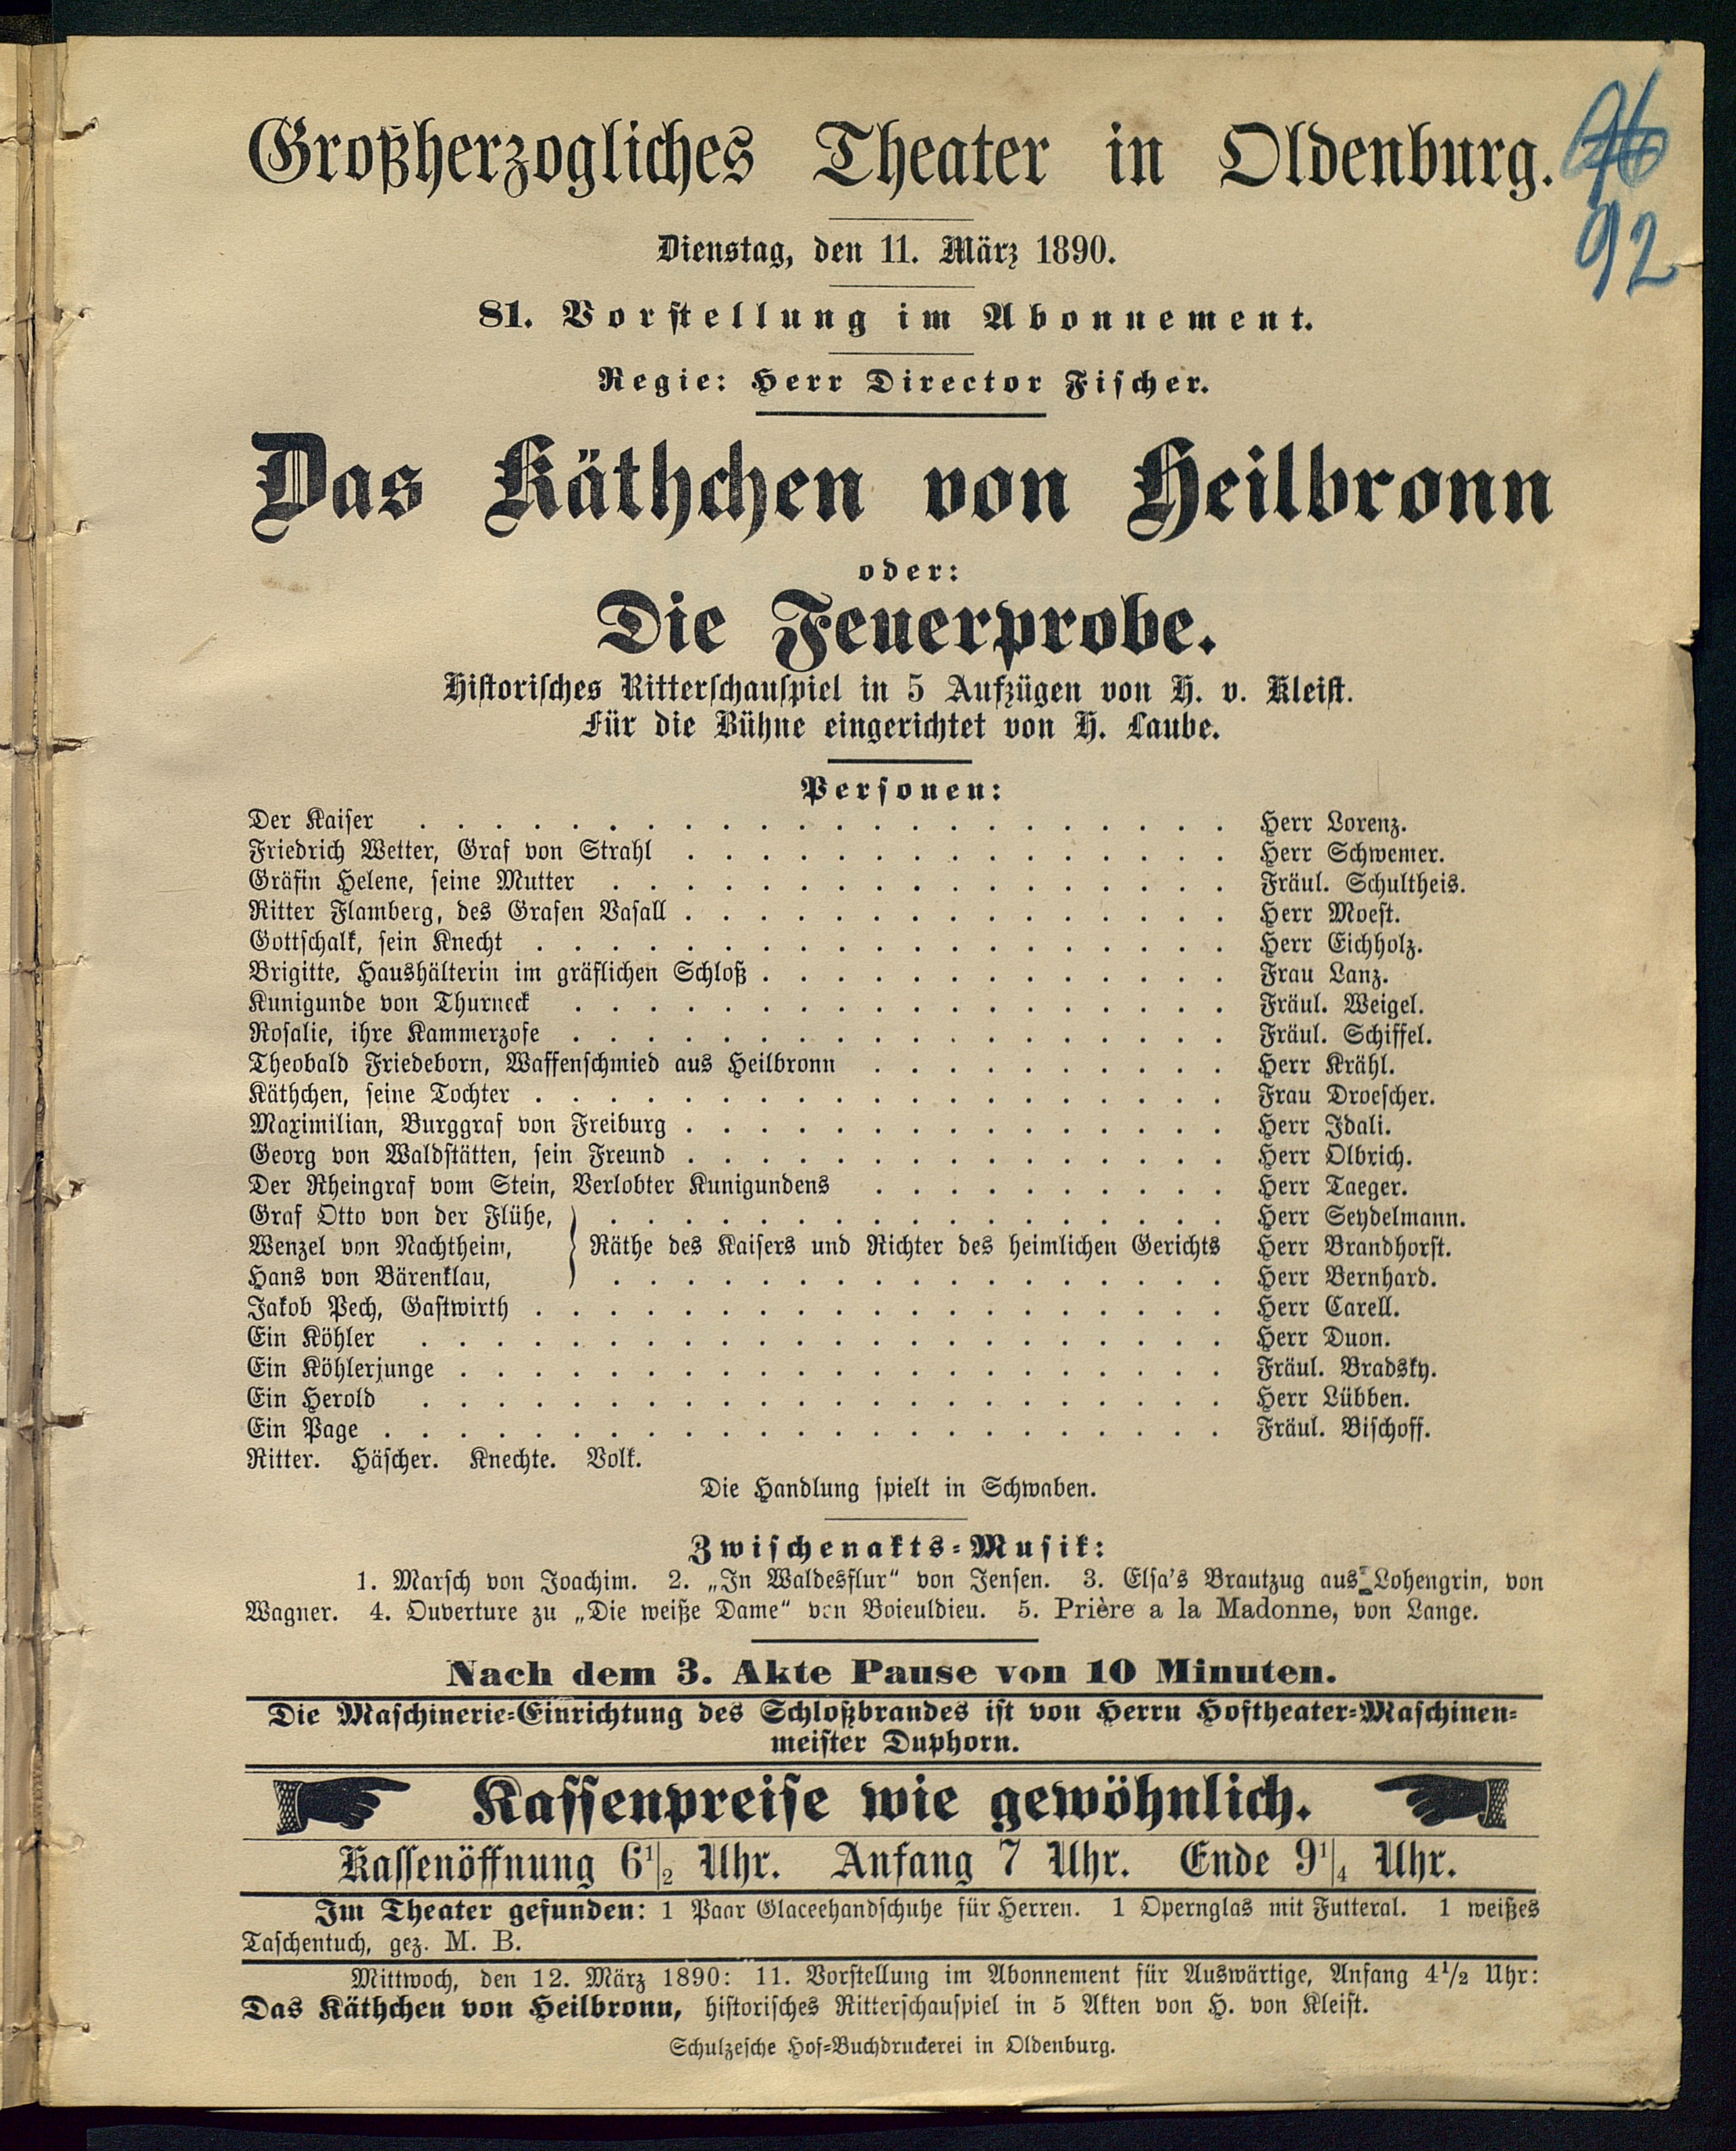 Großherzogliches Theater in Oldenburg.
92
Dienstag, den 11. März 1890.
81. Vorstellung im Abonnement.
Regie: Herr Director Fischer.
Das Käthchen von Heilbronn
oder:
Die Feuerprobe.
Historisches Ritterschauspiel in 5 Aufzügen von H. v. Kleist.
Für die Bühne eingerichtet von H. Laube.
Personen:
Der Kaiser . . . . . . . . . . Herr Lorenz.
Friedrich Wetter, Graf von Strahl . . . . . . . . . . Herr Schwemer.
Gräfin Helene, seine Mutter . . . . . . . . . . Fräul. Schultheis.
Ritter Flamberg, des Grafen Vasall . . . . . . . . . . Herr Moest.
Gottschalk, sein Knecht . . . . . . . . . . Herr Eichholz.
Brigitte, Haushälterin im gräflichen Schloß . . . . . . . . . . Frau Lanz.
Kunigunde von Thurneck . . . . . . . . . . Fräul. Weigel.
Rosalie, ihre Kammerzofe . . . . . . . . . . Fräul. Schiffel.
Theobald Friedeborn, Waffenschmied aus Heilbronn . . . . . . . . . . Herr Krähl.
Käthchen, seine Tochter . . . . . . . . . . Frau Droescher.
Maximilian, Burggraf von Freiburg . . . . . . . . . . Herr Idali.
Georg von Waldstätten, sein Freund . . . . . . . . . . Herr Olbrich.
Der Rheingraf vom Stein, Verlobter Kunigundens . . . . . . . . . . Herr Taeger.
Graf Otto von der Flühe, . . . . . . . . . . Herr Seydelmann.
Wenzel von Nachtheim, } Räthe des Kaisers und Richter des heimlichen Gerichts Herr Brandhorst.
Hans von Bärenklau, . . . . . . . . . . Herr Bernhard.
Jakob Pech, Gastwirth . . . . . . . . . . Herr Carell.
Ein Köhler . . . . . . . . . . Herr Duon.
Ein Köhlerjunge . . . . . . . . . . Fräul. Bradsky.
Ein Herold . . . . . . . . . . Herr Lübben.
Ein Page . . . . . . . . . . Fräul. Bischoff.
Ritter. Häscher. Knechte. Volk.
Die Handlung spielt in Schwaben.
Zwischenakts-Musik:
1. Marsch von Joachim. 2. „In Waldesflur“ von Jensen. 3. Elsa's Brautzug aus Lohengrin, von
Wagner. 4. Ouverture zu „Die weiße Dame“ von Boieuldieu. 5. Prière a la Madonne, von Lange.
Nach dem 3. Akte Pause von 10 Minuten.
Die Maschinerie-Einrichtung des Schloßbrandes ist von Herrn Hoftheater-Maschinen-
meister Duphorn.
Kassenpreise wie gewöhnlich.
Kassenöffnung 6 1/2 Uhr. Anfang 7 Uhr. Ende 9 1/4 Uhr.
Im Theater gefunden: 1 Paar Glaceehandschuhe für Herren. 1 Opernglas mit Futteral. 1 weißes
Taschentuch, gez. M. B.
Mittwoch, den 12. März 1890: 11. Vorstellung im Abonnement für Auswärtige, Anfang 4 1/2 Uhr:
Das Käthchen von Heilbronn, historisches Ritterschauspiel in 5 Akten von H. von Kleist.
Schulzesche Hof-Buchdruckerei in Oldenburg.